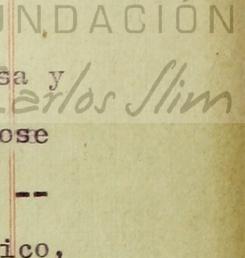 UNDACIÓN
sa y
Carlos Slim
ose
--
ico,